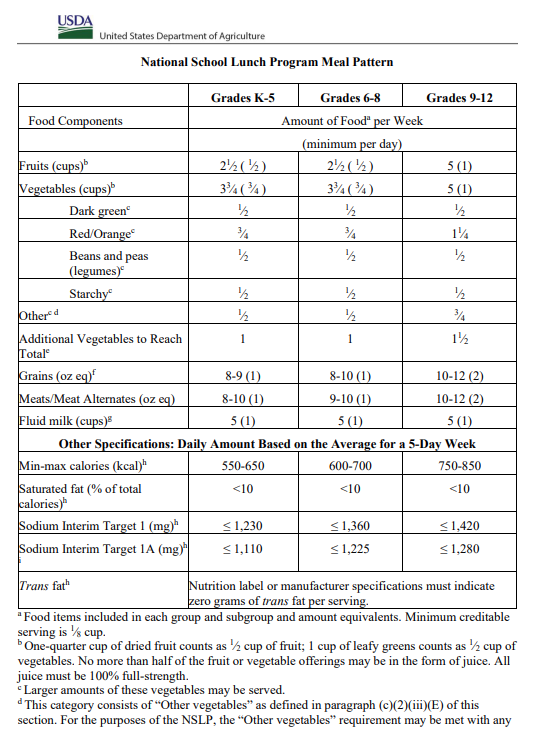 USDA
United States Department of Agriculture
National School Lunch Program Meal Pattern
Grades K-5 Grades 6-8 Grades 9-12
Food Components Amount of Foodᵃ per Week
(minimum per day)
Fruits (cups)ᵇ 2½ (½) 2½ (½) 5 (1)
Vegetables (cups)ᵇ 3¾ (¾) 3¾ (¾) 5 (1)
Dark greenᶜ ½ ½ ½
Red/Orangeᶜ ¾ ¾ 1¼
Beans and peas ½ ½ ½
(legumes)ᶜ
Starchyᶜ ½ ½ ½
Otherᶜ ᵈ ½ ½ ¾
Additional Vegetables to Reach 1 1 1½
Totalᵉ
Grains (oz eq)ᶠ 8-9 (1) 8-10 (1) 10-12 (2)
Meats/Meat Alternates (oz eq) 8-10 (1) 9-10 (1) 10-12 (2)
Fluid milk (cups)ᵍ 5 (1) 5 (1) 5 (1)
Other Specifications: Daily Amount Based on the Average for a 5-Day Week
Min-max calories (kcal)ʰ 550-650 600-700 750-850
Saturated fat (% of total <10 <10 <10
calories)ʰ
Sodium Interim Target 1 (mg)ʰ ≤ 1,230 ≤ 1,360 ≤ 1,420
Sodium Interim Target 1A (mg)ʰ ≤ 1,110 ≤ 1,225 ≤ 1,280
ⁱ
Trans fatʰ Nutrition label or manufacturer specifications must indicate
zero grams of trans fat per serving.
ᵃ Food items included in each group and subgroup and amount equivalents. Minimum creditable
serving is ⅛ cup.
ᵇ One-quarter cup of dried fruit counts as ½ cup of fruit; 1 cup of leafy greens counts as ½ cup of
vegetables. No more than half of the fruit or vegetable offerings may be in the form of juice. All
juice must be 100% full-strength.
ᶜ Larger amounts of these vegetables may be served.
ᵈ This category consists of “Other vegetables” as defined in paragraph (c)(2)(iii)(E) of this
section. For the purposes of the NSLP, the “Other vegetables” requirement may be met with any